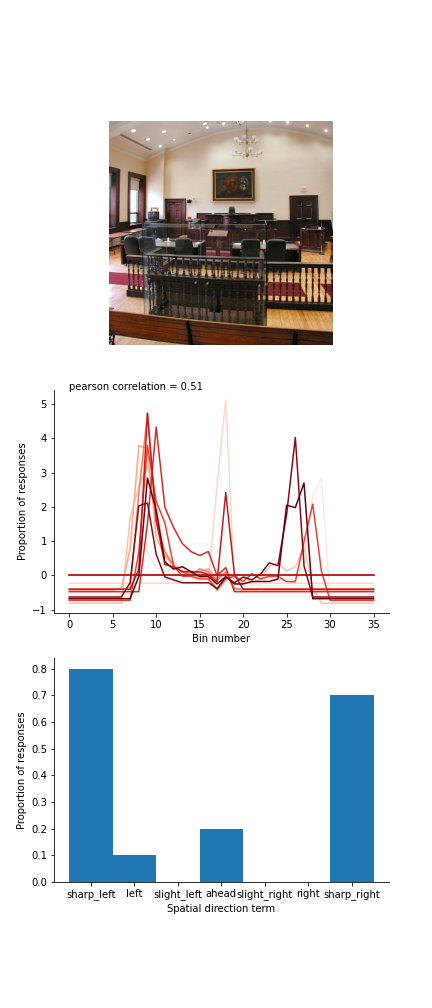 pearson correlation = 0.51
5
4
3
2
1
0
−1
Proportion of responses
0 5 10 15 20 25 30 35
Bin number
0.8
0.7
0.6
0.5
0.4
0.3
0.2
0.1
0.0
Proportion of responses
sharp_left left slight_left ahead slight_right right sharp_right
Spatial direction term